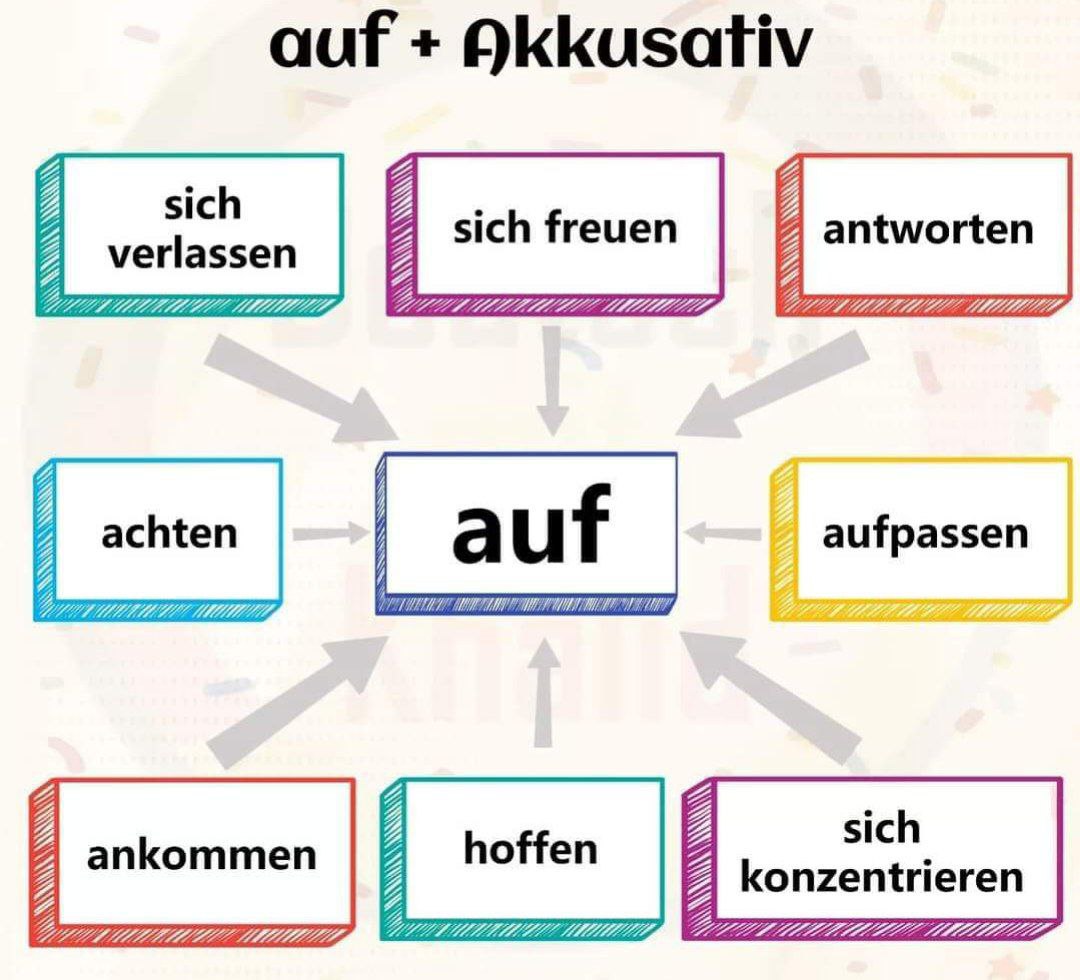 auf + Akkusativ
sich
verlassen
sich freuen
antworten
achten
auf
aufpassen
ankommen
hoffen
sich
konzentrieren